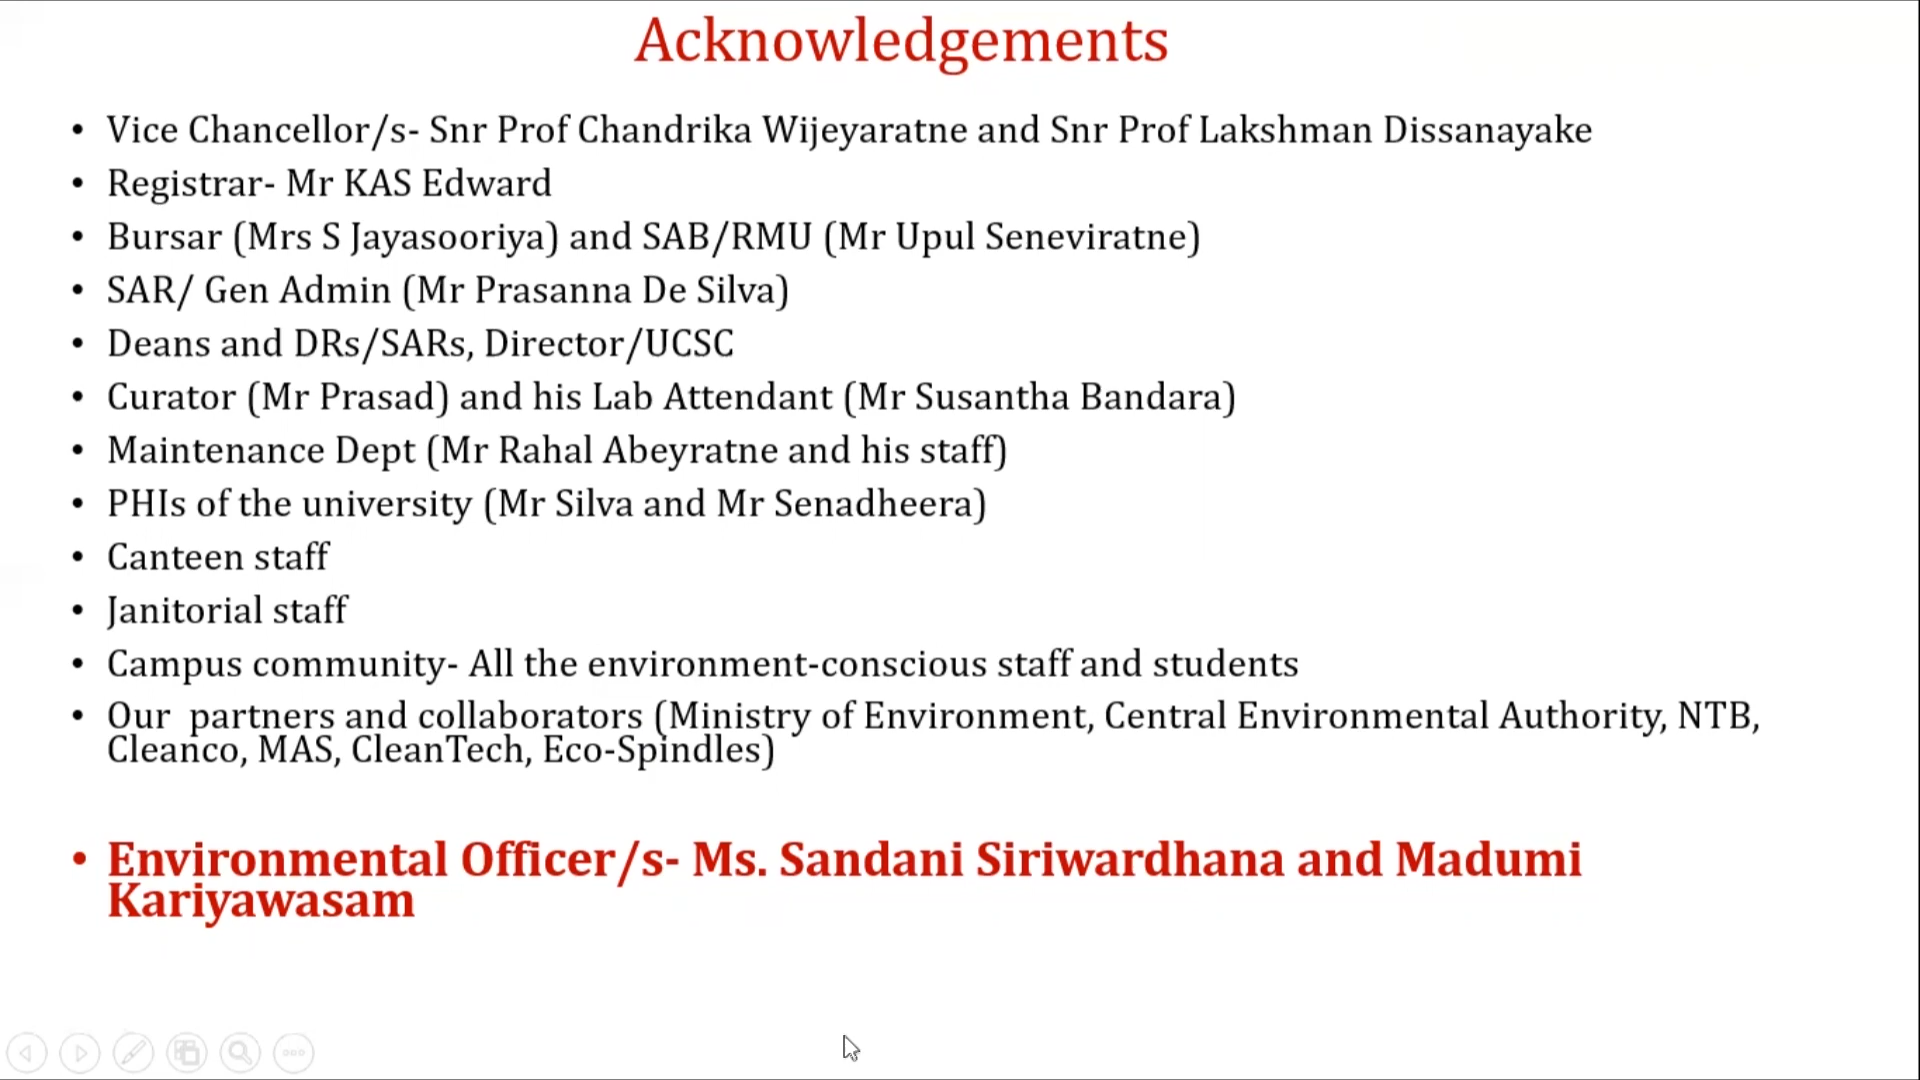 Acknowledgements
• Vice Chancellor/s- Snr Prof Chandrika Wijeyaratne and Snr Prof Lakshman Dissanayake
• Registrar- Mr KAS Edward
• Bursar (Mrs S Jayasooriya) and SAB/RMU (Mr Upul Seneviratne)
• SAR/ Gen Admin (Mr Prasanna De Silva)
• Deans and DRs/SARs, Director/UCSC
• Curator (Mr Prasad) and his Lab Attendant (Mr Susantha Bandara)
• Maintenance Dept (Mr Rahal Abeyratne and his staff)
• PHIs of the university (Mr Silva and Mr Senadheera)
• Canteen staff
• Janitorial staff
• Campus community- All the environment-conscious staff and students
• Our  partners and collaborators (Ministry of Environment, Central Environmental Authority, NTB,
Cleanco, MAS, CleanTech, Eco-Spindles)
• Environmental Officer/s- Ms. Sandani Siriwardhana and Madumi
Kariyawasam